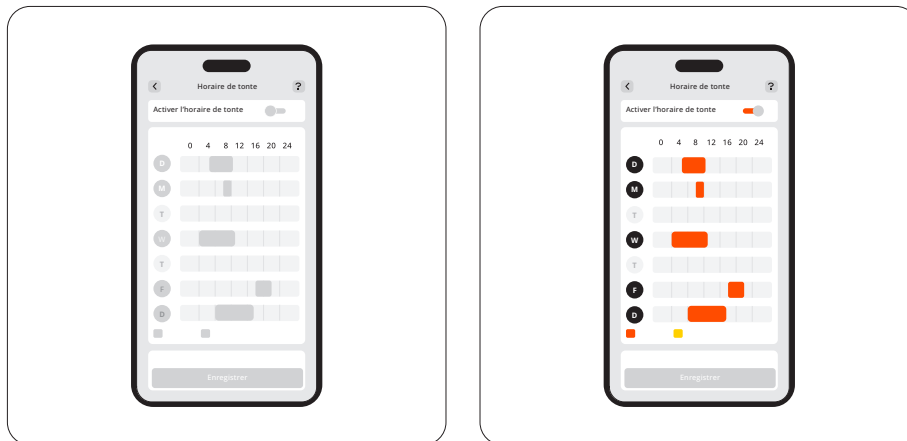 Horaire de tonte ?
Activer l'horaire de tonte
0 4 8 12 16 20 24
D
M
T
W
T
F
D
Enregistrer
Horaire de tonte ?
Activer l'horaire de tonte
0 4 8 12 16 20 24
D
M
T
W
T
F
D
Enregistrer